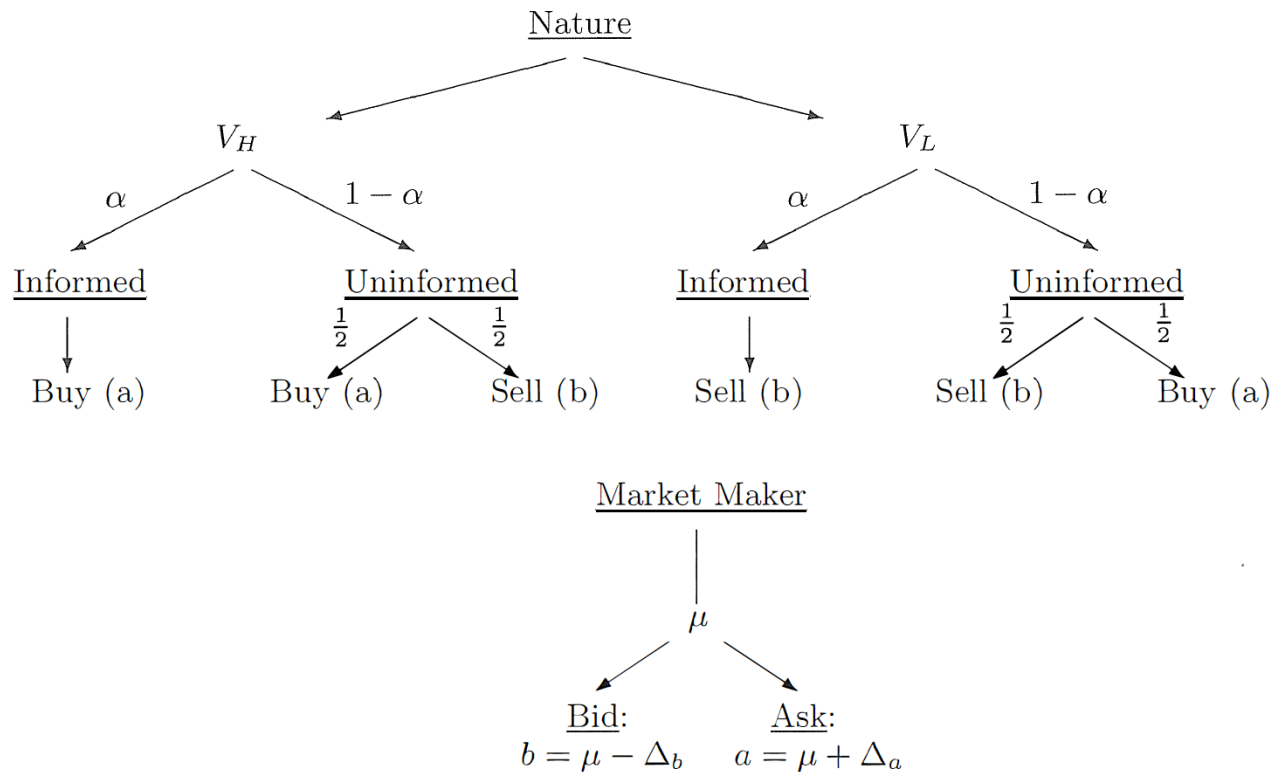 Nature
V_H V_L
α 1 − α α 1 − α
Informed Uninformed Informed Uninformed
1/2 1/2 1/2 1/2
Buy (a) Buy (a) Sell (b) Sell (b) Sell (b) Buy (a)
Market Maker
μ
Bid: Ask:
b = μ − Δ_b a = μ + Δ_a